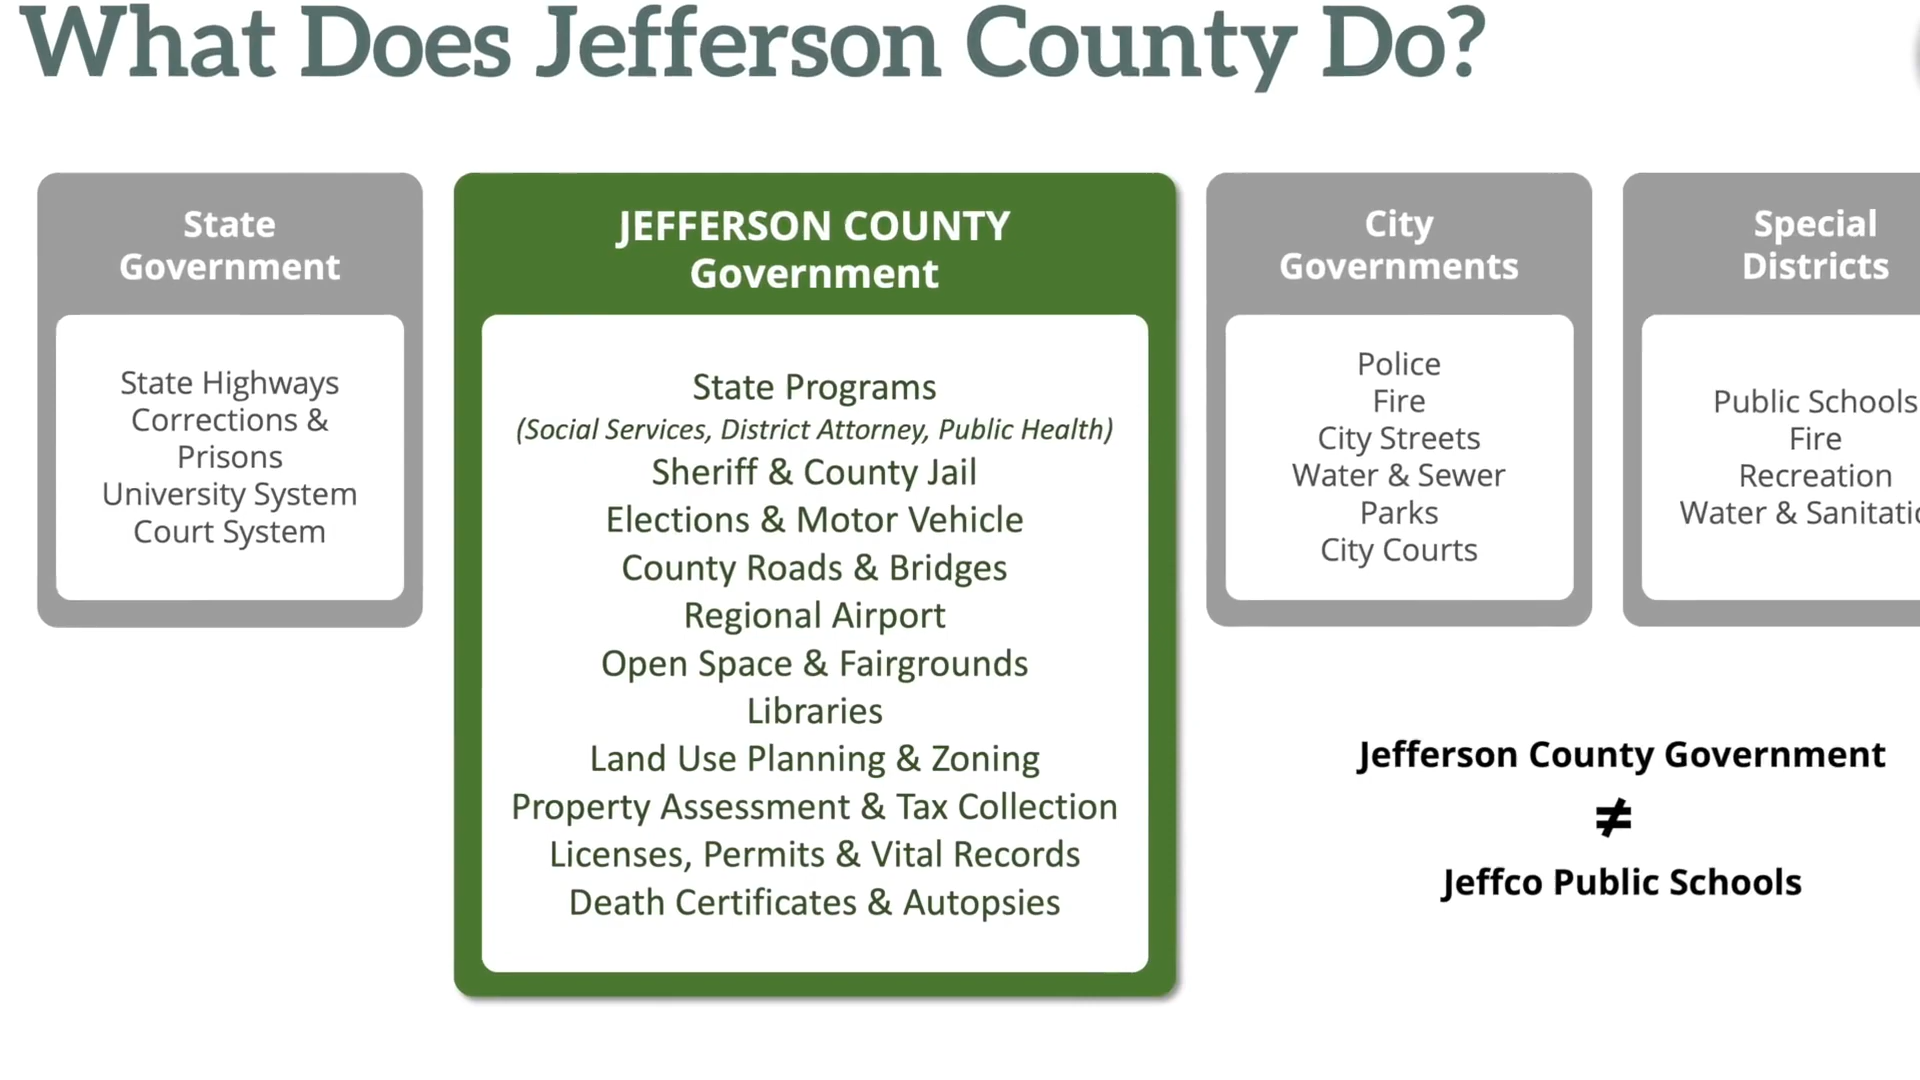 What Does Jefferson County Do?
State
Government
State Highways
Corrections &
Prisons
University System
Court System
JEFFERSON COUNTY
Government
State Programs
(Social Services, District Attorney, Public Health)
Sheriff & County Jail
Elections & Motor Vehicle
County Roads & Bridges
Regional Airport
Open Space & Fairgrounds
Libraries
Land Use Planning & Zoning
Property Assessment & Tax Collection
Licenses, Permits & Vital Records
Death Certificates & Autopsies
City
Governments
Police
Fire
City Streets
Water & Sewer
Parks
City Courts
Special
Districts
Public Schools
Fire
Recreation
Water &
Jefferson County Government
≠
Jeffco Public Schools